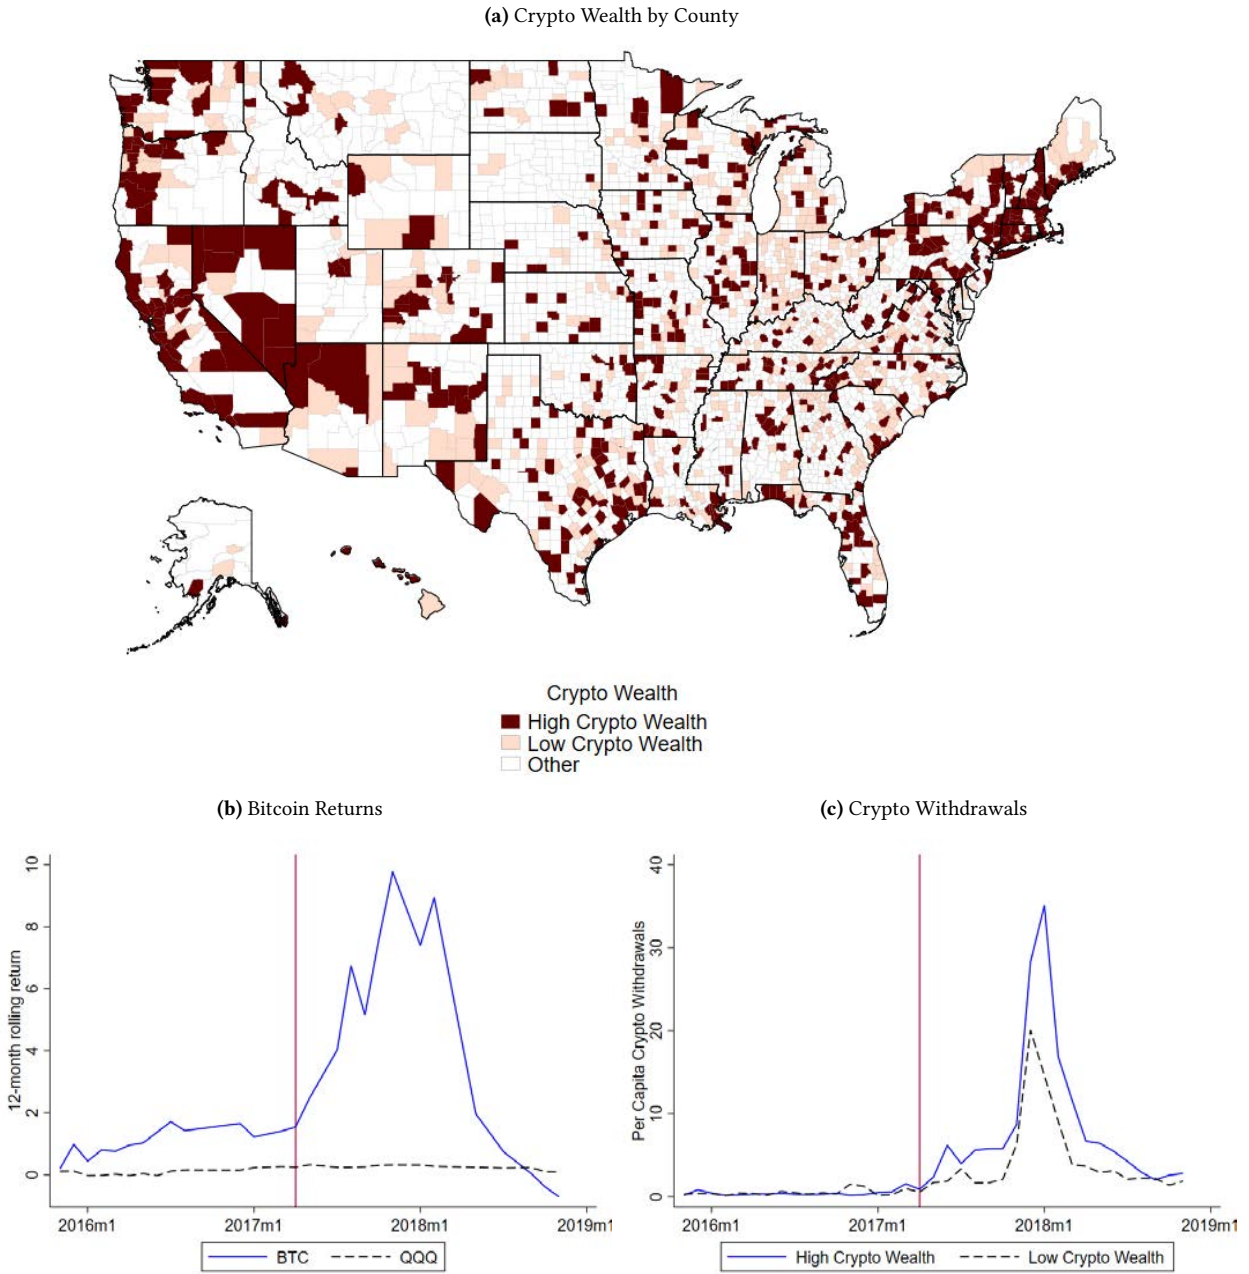 (a) Crypto Wealth by County
Crypto Wealth
High Crypto Wealth
Low Crypto Wealth
Other
(b) Bitcoin Returns
12-month rolling return
10
8
6
4
2
0
2016m1 2017m1 2018m1 2019m1
BTC QQQ
(c) Crypto Withdrawals
Per Capita Crypto Withdrawals
40
30
20
10
0
2016m1 2017m1 2018m1 2019m1
High Crypto Wealth Low Crypto Wealth